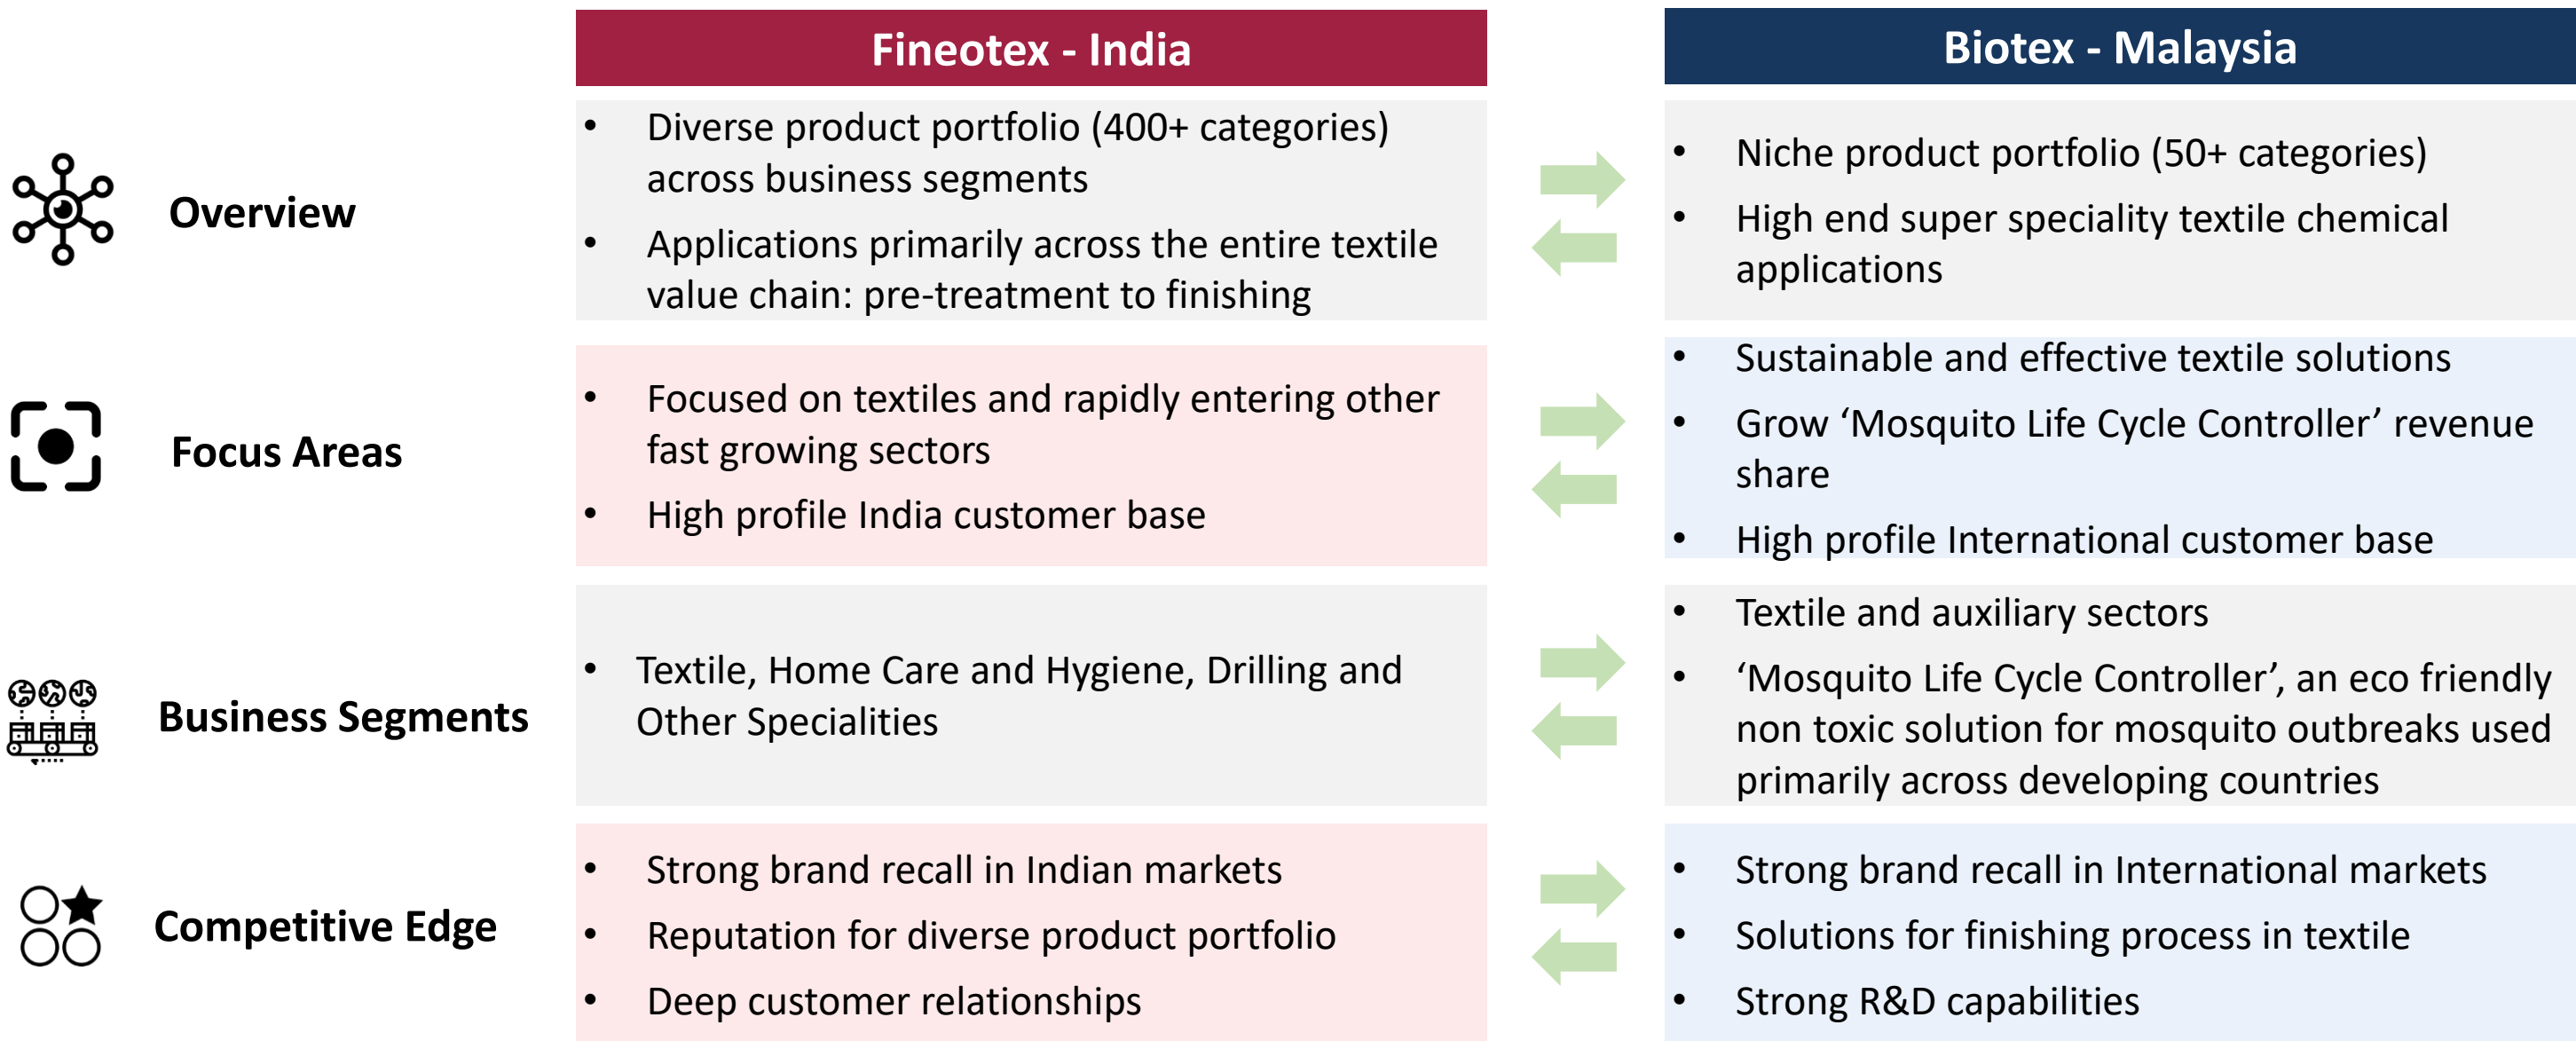 Fineotex - India
Biotex - Malaysia
Overview
• Diverse product portfolio (400+ categories)
across business segments
• Applications primarily across the entire textile
value chain: pre-treatment to finishing
• Niche product portfolio (50+ categories)
• High end super speciality textile chemical
applications
Focus Areas
• Focused on textiles and rapidly entering other
fast growing sectors
• High profile India customer base
• Sustainable and effective textile solutions
• Grow ‘Mosquito Life Cycle Controller’ revenue
share
• High profile International customer base
Business Segments
• Textile, Home Care and Hygiene, Drilling and
Other Specialities
• Textile and auxiliary sectors
• ‘Mosquito Life Cycle Controller’, an eco friendly
non toxic solution for mosquito outbreaks used
primarily across developing countries
Competitive Edge
• Strong brand recall in Indian markets
• Reputation for diverse product portfolio
• Deep customer relationships
• Strong brand recall in International markets
• Solutions for finishing process in textile
• Strong R&D capabilities